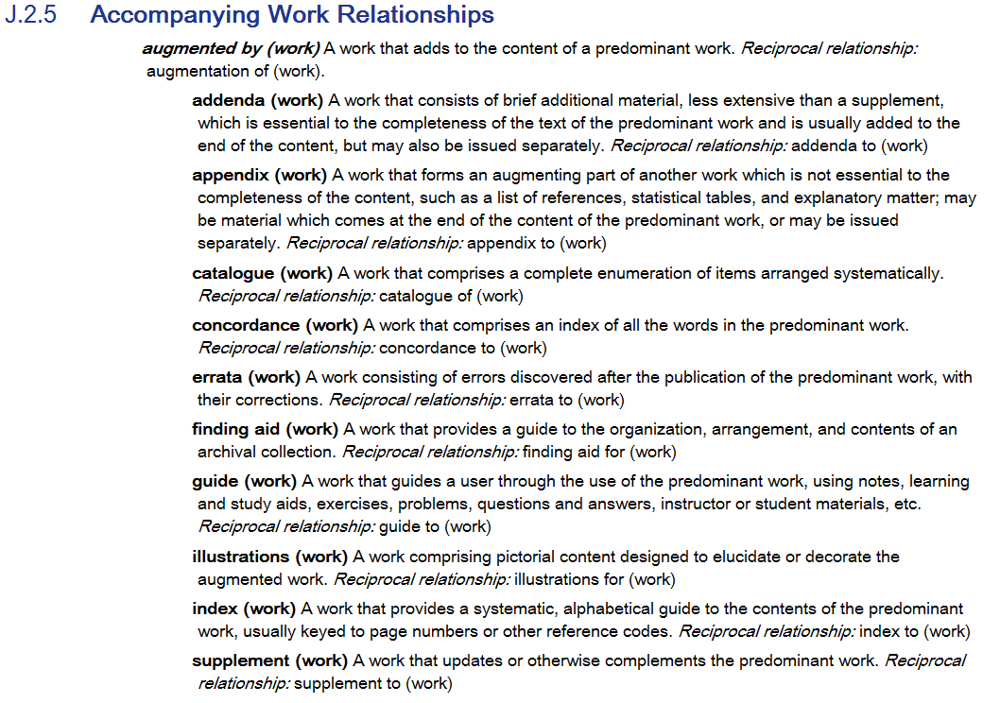 J.2.5 Accompanying Work Relationships
augmented by (work) A work that adds to the content of a predominant work. Reciprocal relationship:
augmentation of (work).
addenda (work) A work that consists of brief additional material, less extensive than a supplement,
which is essential to the completeness of the text of the predominant work and is usually added to the
end of the content, but may also be issued separately. Reciprocal relationship: addenda to (work)
appendix (work) A work that forms an augmenting part of another work which is not essential to the
completeness of the content, such as a list of references, statistical tables, and explanatory matter; may
be material which comes at the end of the content of the predominant work, or may be issued
separately. Reciprocal relationship: appendix to (work)
catalogue (work) A work that comprises a complete enumeration of items arranged systematically.
Reciprocal relationship: catalogue of (work)
concordance (work) A work that comprises an index of all the words in the predominant work.
Reciprocal relationship: concordance to (work)
errata (work) A work consisting of errors discovered after the publication of the predominant work, with
their corrections. Reciprocal relationship: errata to (work)
finding aid (work) A work that provides a guide to the organization, arrangement, and contents of an
archival collection. Reciprocal relationship: finding aid for (work)
guide (work) A work that guides a user through the use of the predominant work, using notes, learning
and study aids, exercises, problems, questions and answers, instructor or student materials, etc.
Reciprocal relationship: guide to (work)
illustrations (work) A work comprising pictorial content designed to elucidate or decorate the
augmented work. Reciprocal relationship: illustrations for (work)
index (work) A work that provides a systematic, alphabetical guide to the contents of the predominant
work, usually keyed to page numbers or other reference codes. Reciprocal relationship: index to (work)
supplement (work) A work that updates or otherwise complements the predominant work. Reciprocal
relationship: supplement to (work)